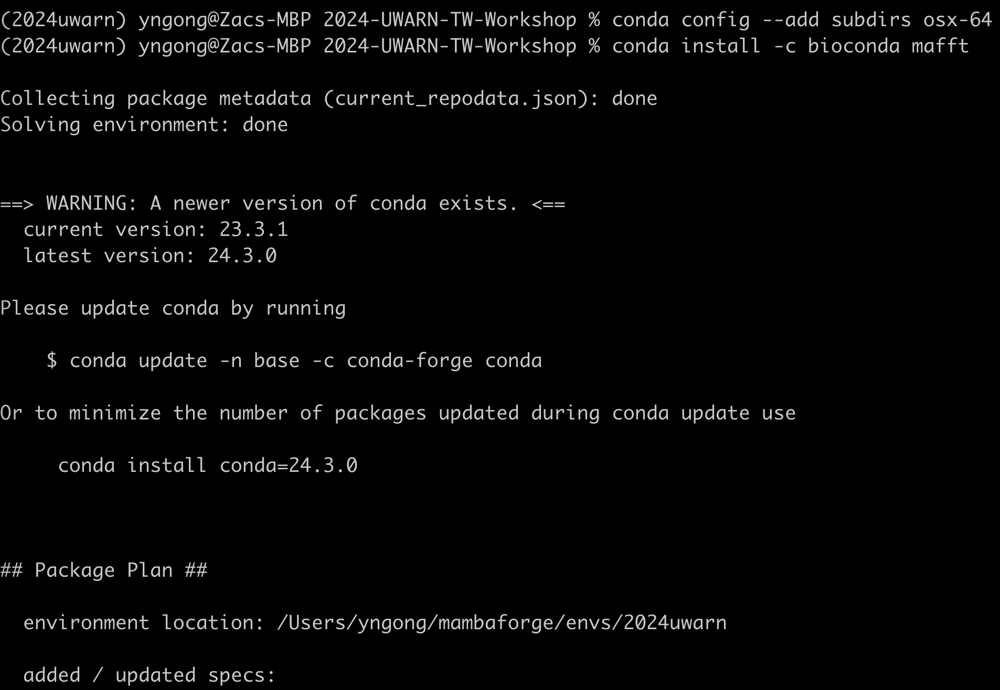 (2024uwarn) yngong@Zacs-MBP 2024-UWARN-TW-Workshop % conda config --add subdirs osx-64
(2024uwarn) yngong@Zacs-MBP 2024-UWARN-TW-Workshop % conda install -c bioconda mafft
Collecting package metadata (current_repodata.json): done
Solving environment: done
==> WARNING: A newer version of conda exists. <==
current version: 23.3.1
latest version: 24.3.0
Please update conda by running
$ conda update -n base -c conda-forge conda
Or to minimize the number of packages updated during conda update use
conda install conda=24.3.0
## Package Plan ##
environment location: /Users/yngong/mambaforge/envs/2024uwarn
added / updated specs: